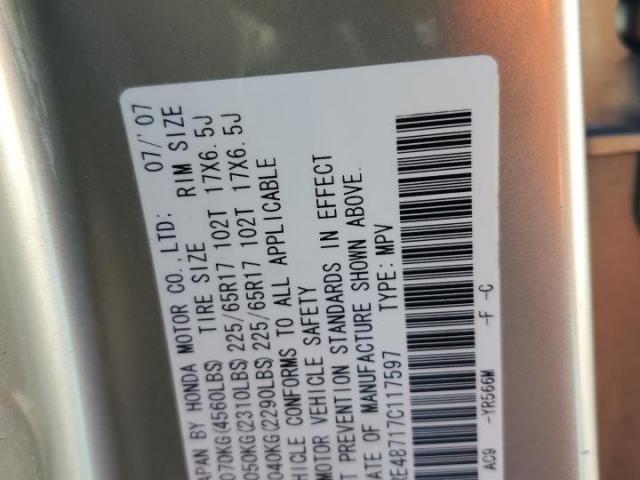 APAN BY HONDA MOTOR CO., LTD: 07/'07
070KG(4560LBS) TIRE SIZE RIM SIZE
050KG(2310LBS) 225/65R17 102T 17X6.5J
040KG(2290LBS) 225/65R17 102T 17X6.5J
HICLE CONFORMS TO ALL APPLICABLE
MOTOR VEHICLE SAFETY
T PREVENTION STANDARDS IN EFFECT
ATE OF MANUFACTURE SHOWN ABOVE.
RE48717C117597 TYPE: MPV
AC9 -YR566M -F -C